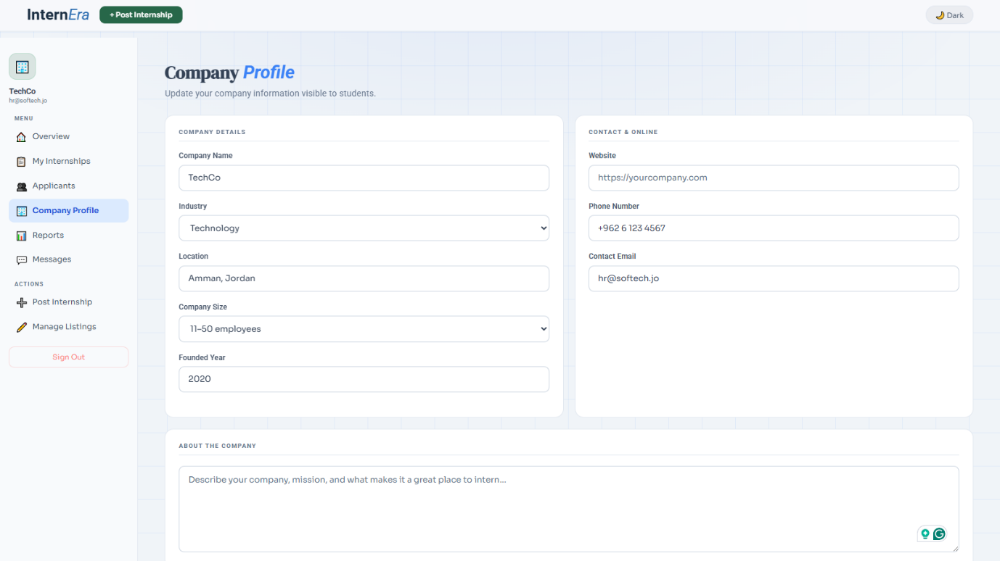 InternEra
+ Post Internship
Dark
TechCo
hr@softech.jo
MENU
Overview
My Internships
Applicants
Company Profile
Reports
Messages
ACTIONS
Post Internship
Manage Listings
Sign Out
Company Profile
Update your company information visible to students.
COMPANY DETAILS
Company Name
TechCo
Industry
Technology
Location
Amman, Jordan
Company Size
11–50 employees
Founded Year
2020
CONTACT & ONLINE
Website
https://yourcompany.com
Phone Number
+962 6 123 4567
Contact Email
hr@softech.jo
ABOUT THE COMPANY
Describe your company, mission, and what makes it a great place to intern...